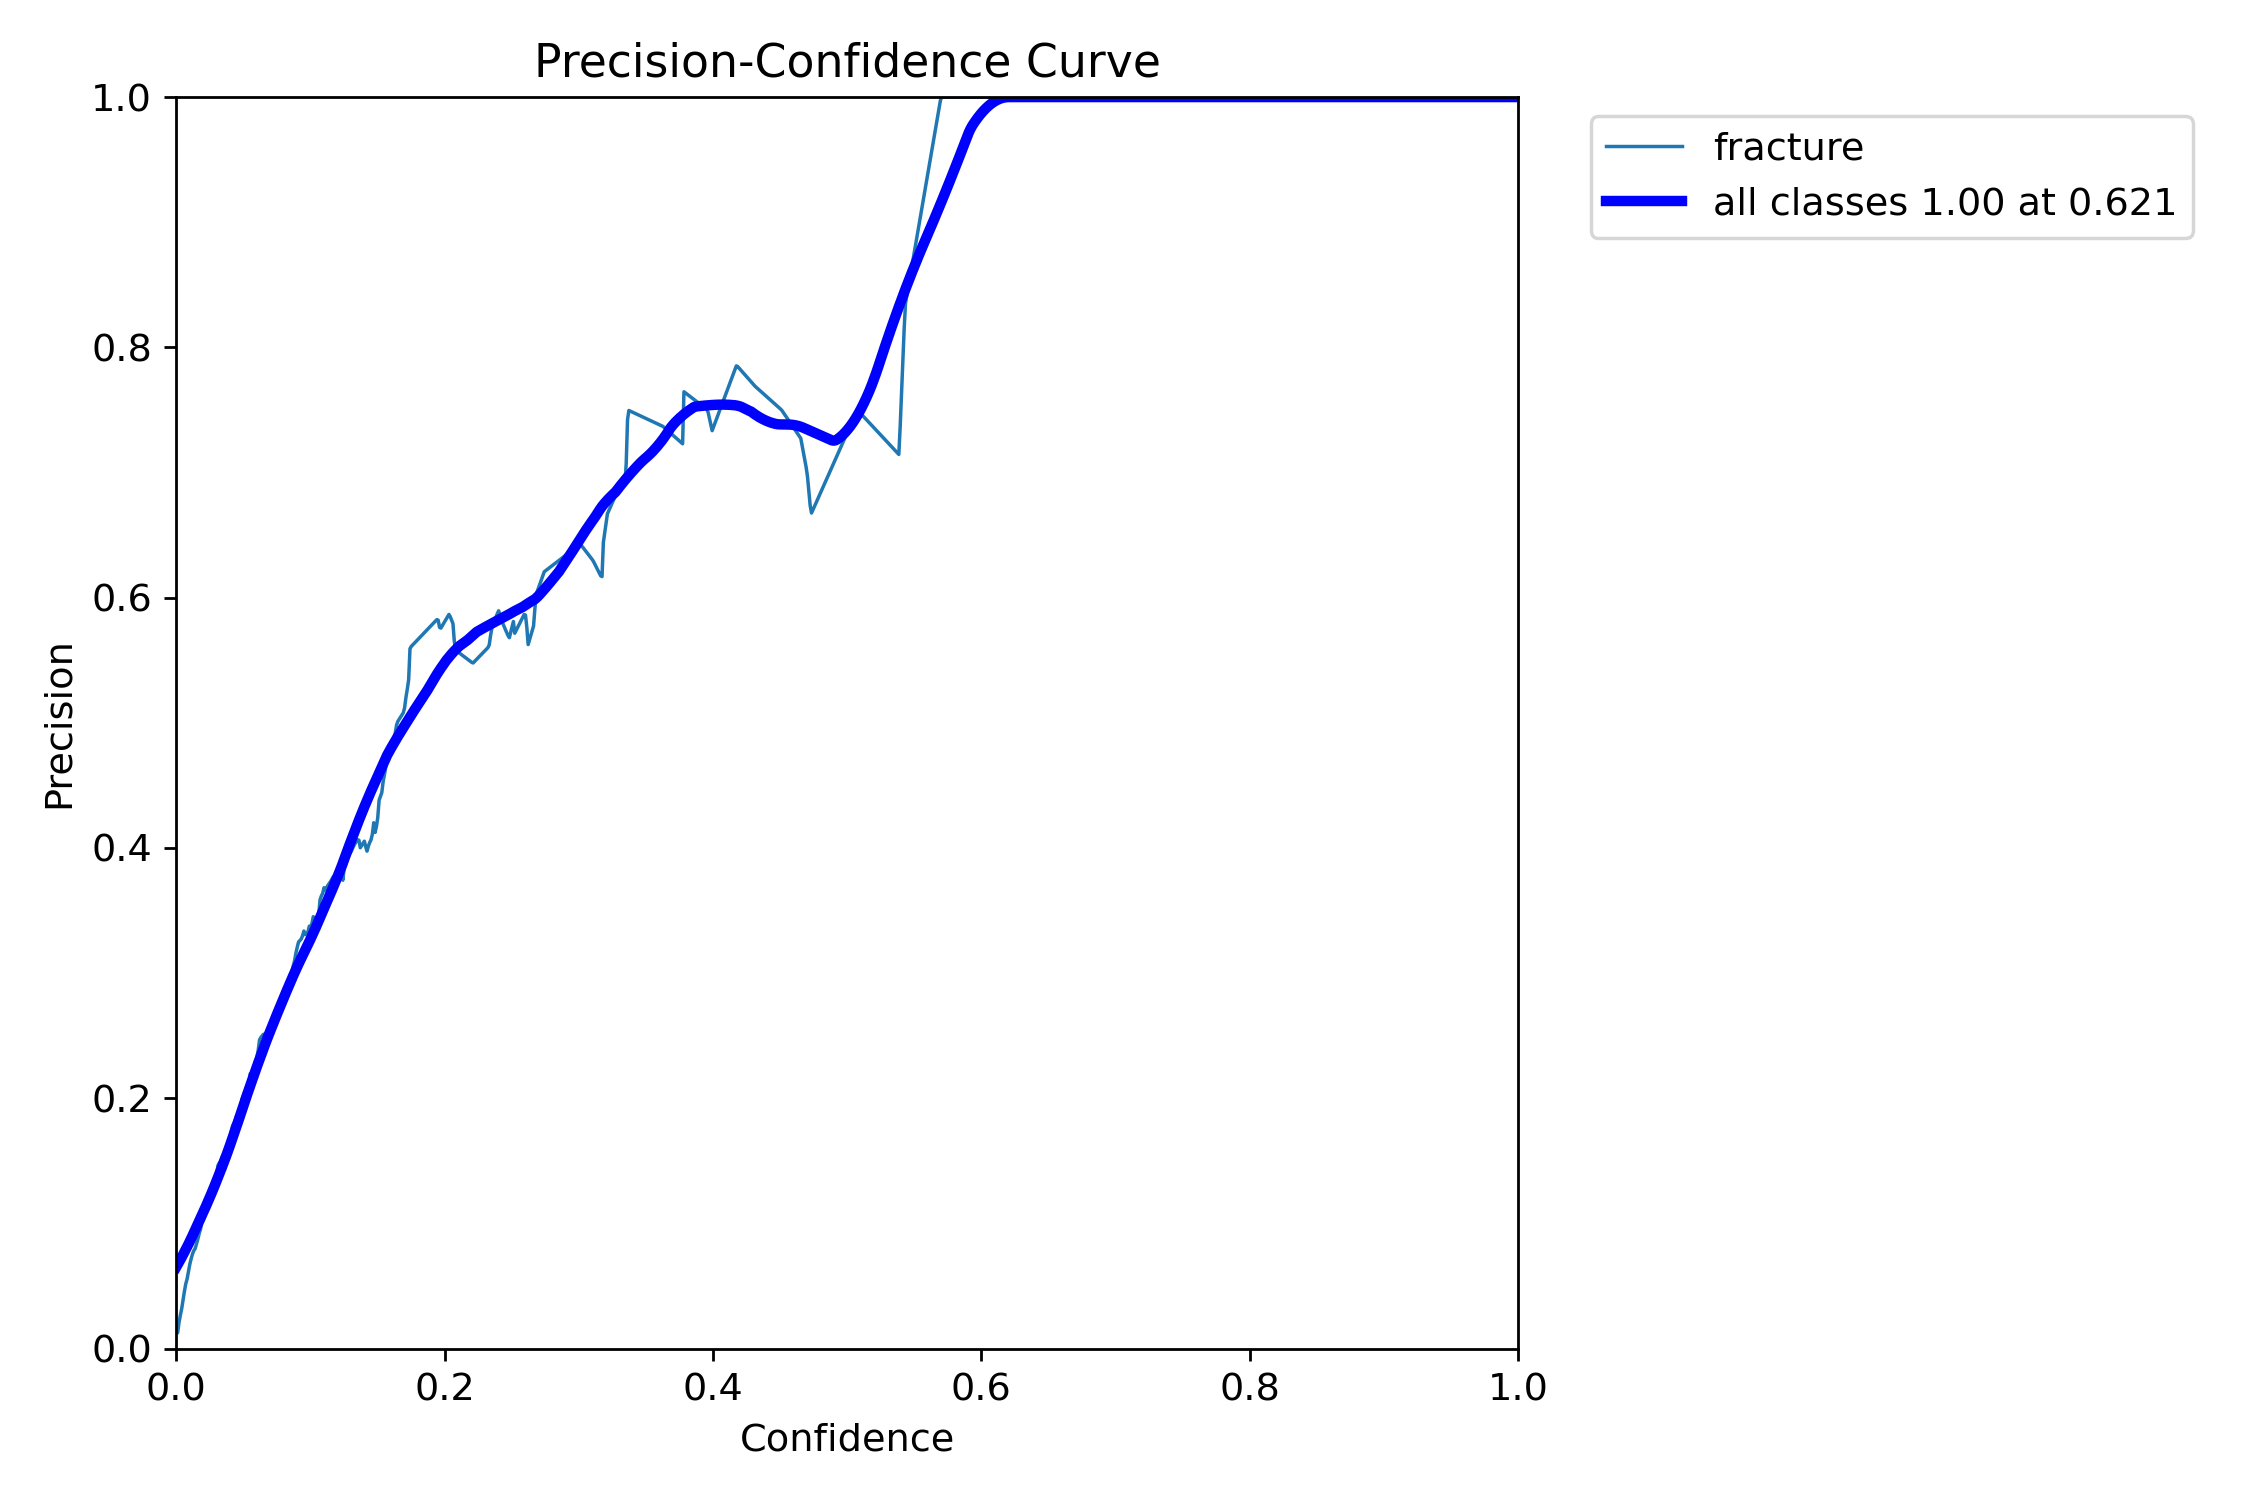 Precision-Confidence Curve
1.0
0.8
0.6
0.4
0.2
0.0
Precision
0.0 0.2 0.4 0.6 0.8 1.0
Confidence
fracture
all classes 1.00 at 0.621